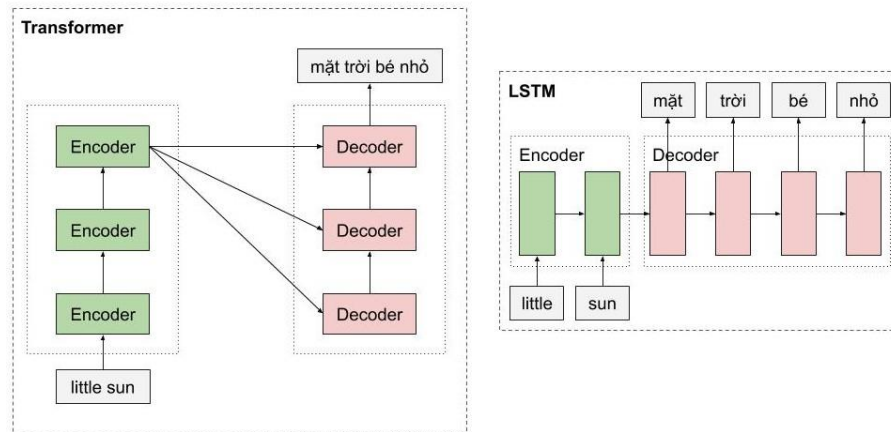 Transformer
mặt trời bé nhỏ
Encoder
Decoder
Encoder
Decoder
Encoder
Decoder
little sun
LSTM
mặt
trời
bé
nhỏ
Encoder
Decoder
little
sun